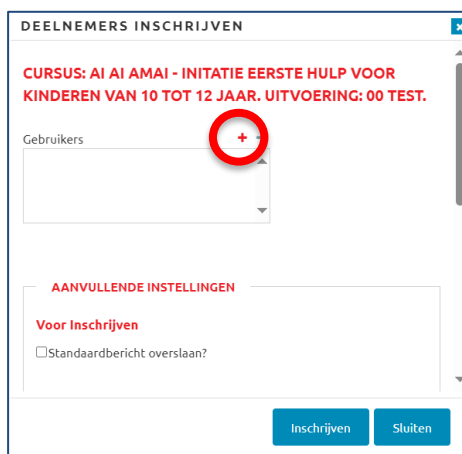 DEELNEMERS INSCHRIJVEN
CURSUS: AI AI AMAI - INITATIE EERSTE HULP VOOR
KINDEREN VAN 10 TOT 12 JAAR. UITVOERING: 00 TEST.
Gebruikers
AANVULLENDE INSTELLINGEN
Voor Inschrijven
Standaardbericht overslaan?
Inschrijven Sluiten